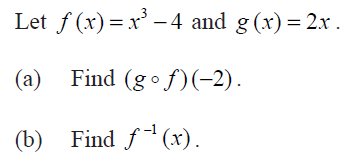 Let f(x) = x³ − 4 and g(x) = 2x.
(a) Find (g ∘ f)(−2).
(b) Find f⁻¹(x).